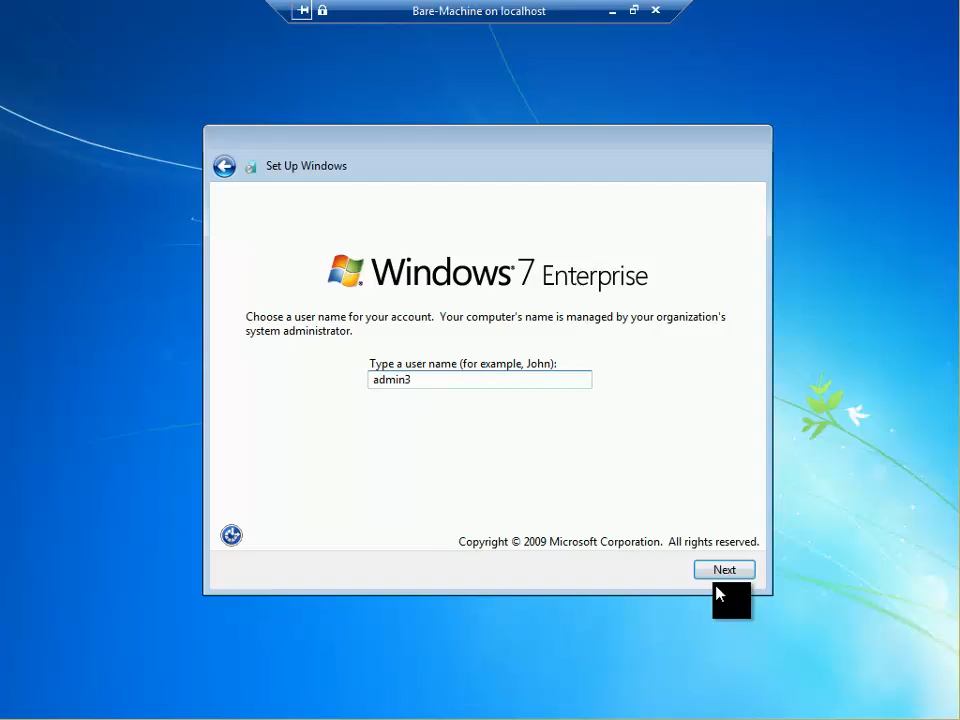 Bare-Machine on localhost
Set Up Windows
Windows® 7 Enterprise
Choose a user name for your account. Your computer's name is managed by your organization's
system administrator.
Type a user name (for example, John):
admin3
Copyright © 2009 Microsoft Corporation. All rights reserved.
Next